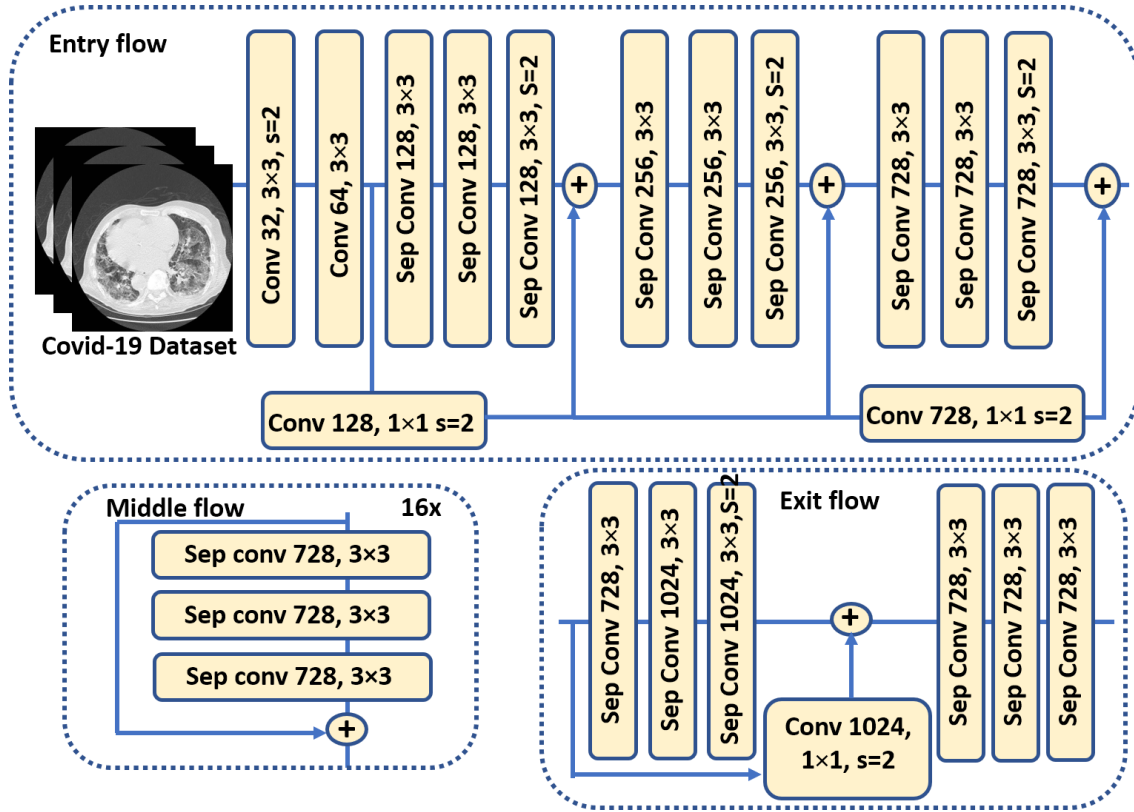 Entry flow
Covid-19 Dataset
Conv 32, 3×3, s=2
Conv 64, 3×3
Sep Conv 128, 3×3
Sep Conv 128, 3×3
Sep Conv 128, 3×3, S=2
+
Sep Conv 256, 3×3
Sep Conv 256, 3×3
Sep Conv 256, 3×3, S=2
+
Sep Conv 728, 3×3
Sep Conv 728, 3×3
Sep Conv 728, 3×3, S=2
+
Conv 128, 1×1 s=2
Conv 728, 1×1 s=2
Middle flow
16x
Sep conv 728, 3×3
Sep conv 728, 3×3
Sep conv 728, 3×3
+
Exit flow
Sep Conv 728, 3×3
Sep Conv 1024, 3×3
Sep Conv 1024, 3×3,S=2
+
Conv 1024,
1×1, s=2
Sep Conv 728, 3×3
Sep Conv 728, 3×3
Sep Conv 728, 3×3